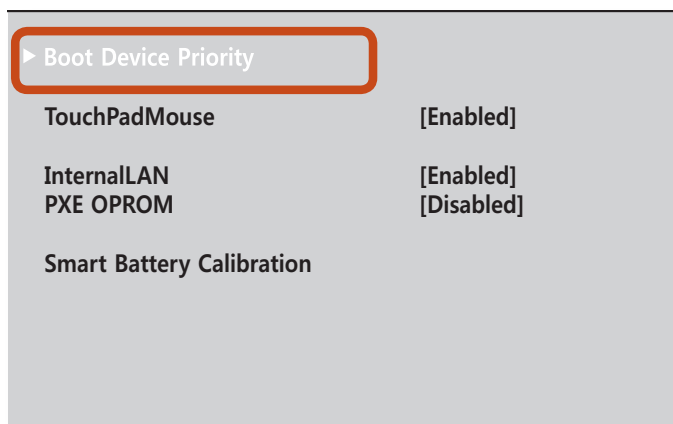 Boot Device Priority
TouchPadMouse [Enabled]
InternalLAN [Enabled]
PXE OPROM [Disabled]
Smart Battery Calibration